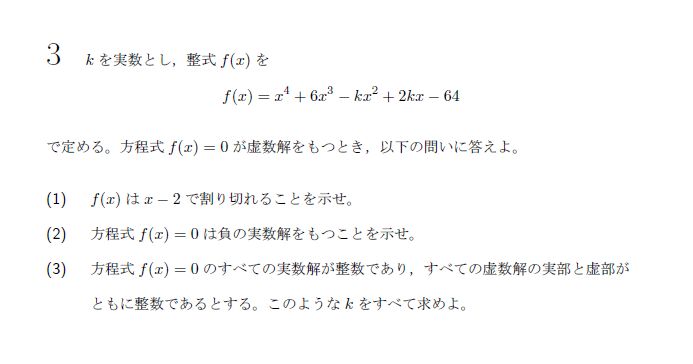 3 kを実数とし，整式 f(x) を
f(x) = x⁴ + 6x³ − kx² + 2kx − 64
で定める。方程式 f(x) = 0 が虚数解をもつとき，以下の問いに答えよ。
(1) f(x) は x − 2 で割り切れることを示せ。
(2) 方程式 f(x) = 0 は負の実数解をもつことを示せ。
(3) 方程式 f(x) = 0 のすべての実数解が整数であり，すべての虚数解の実部と虚部が
ともに整数であるとする。このような k をすべて求めよ。